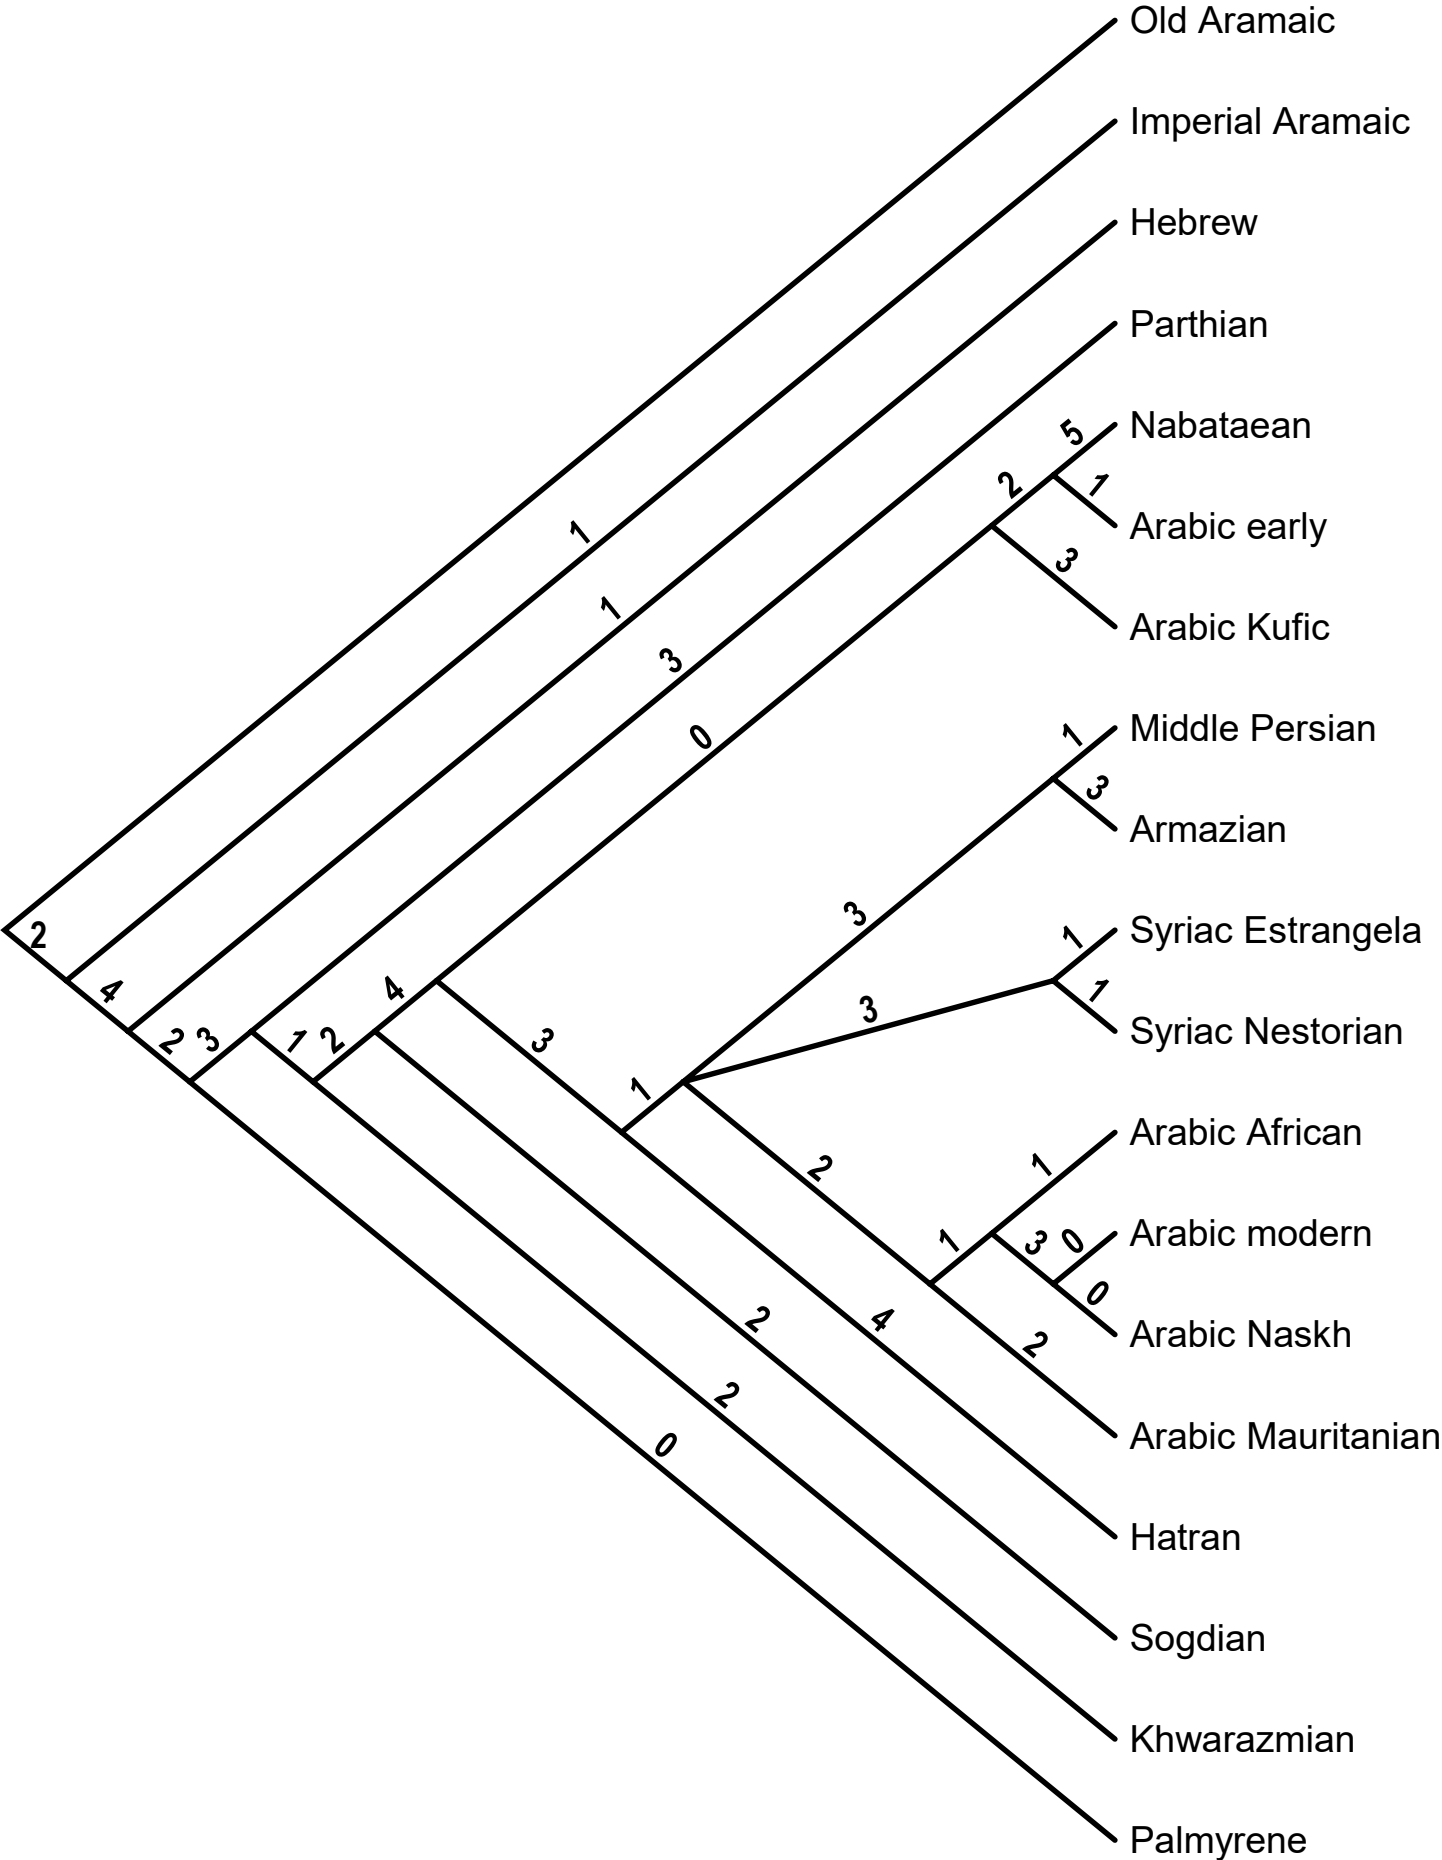 Old Aramaic
Imperial Aramaic
Hebrew
Parthian
5 Nabataean
2 1
Arabic early
1 3
1 Arabic Kufic
3
0 1 Middle Persian
3
Armazian
3
2 1 Syriac Estrangela
4 4 3 1
2 3 1 2 3 Syriac Nestorian
1
2 1 Arabic African
1 3 0 Arabic modern
0
2 4 2 Arabic Naskh
2
0 Arabic Mauritanian
Hatran
Sogdian
Khwarazmian
Palmyrene